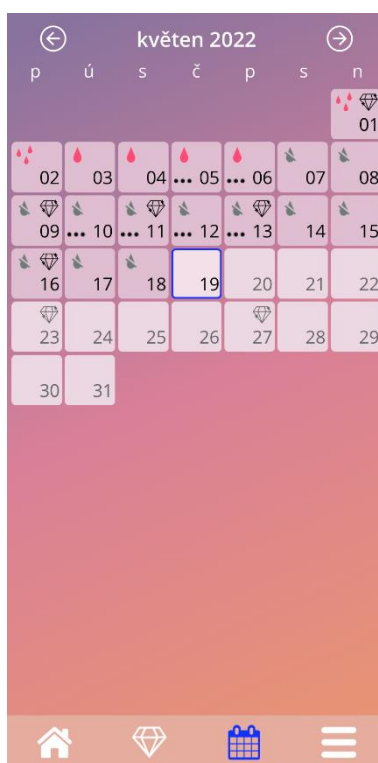 květen 2022
p ú s č p s n
01
02 03 04 ... 05 ... 06 07 08
09 ... 10 ... 11 ... 12 ... 13 14 15
16 17 18 19 20 21 22
23 24 25 26 27 28 29
30 31